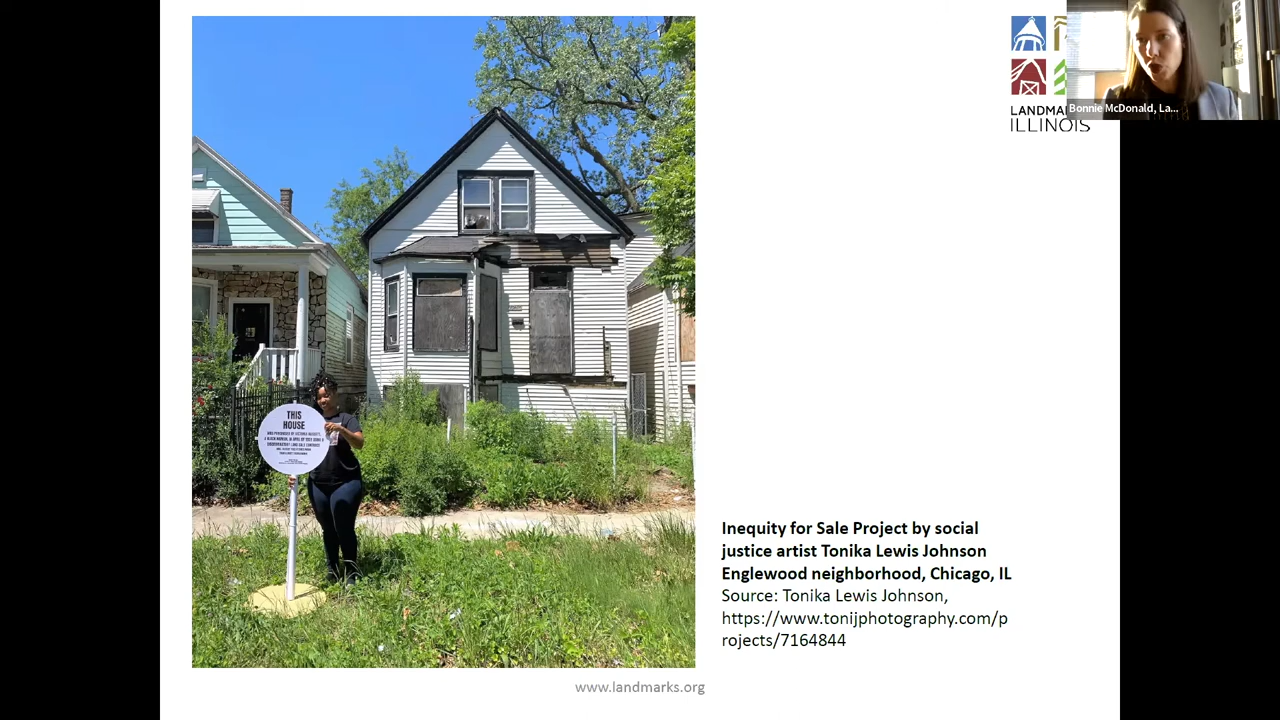 LANDMAR
ILLINOIS
Bonnie McDonald, La...
THIS
HOUSE
Inequity for Sale Project by social
justice artist Tonika Lewis Johnson
Englewood neighborhood, Chicago, IL
Source: Tonika Lewis Johnson,
https://www.tonijphotography.com/p
rojects/7164844
www.landmarks.org